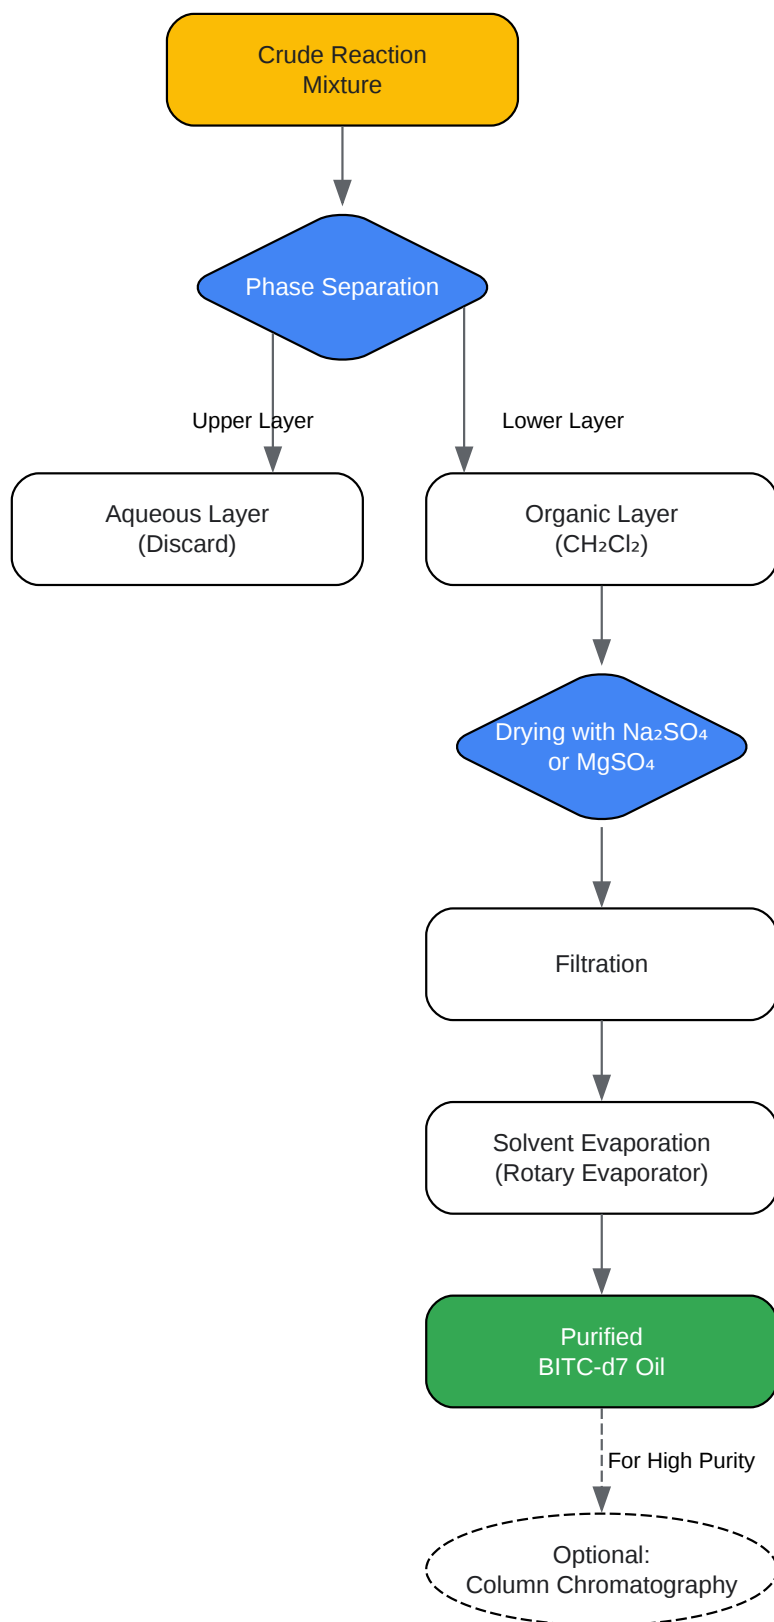 Crude Reaction
Mixture
Phase Separation
Upper Layer
Lower Layer
Aqueous Layer
(Discard)
Organic Layer
(CH₂Cl₂)
Drying with Na₂SO₄
or MgSO₄
Filtration
Solvent Evaporation
(Rotary Evaporator)
Purified
BITC-d7 Oil
For High Purity
Optional:
Column Chromatography